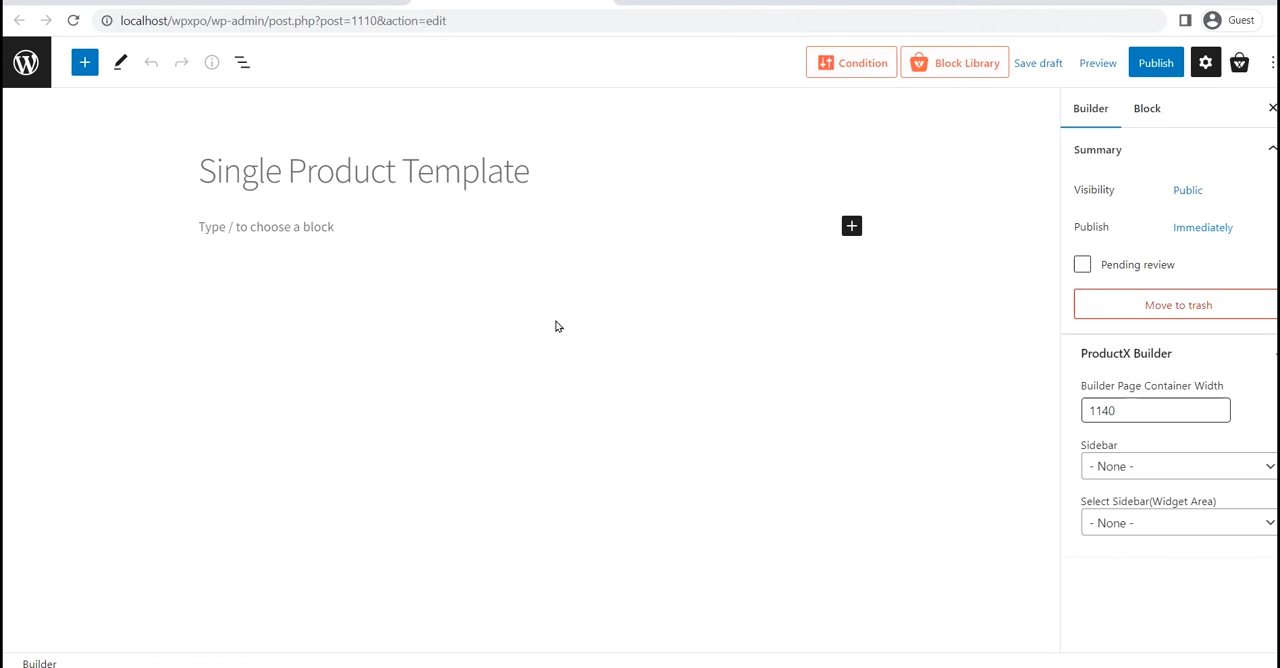 localhost/wpxpo/wp-admin/post.php?post=1110&action=edit
Guest
Condition
Block Library
Save draft
Preview
Publish
Builder
Block
Summary
Single Product Template
Visibility
Public
Type / to choose a block
Publish
Immediately
Pending review
Move to trash
ProductX Builder
Builder Page Container Width
1140
Sidebar
- None -
Select Sidebar(Widget Area)
- None -
Builder